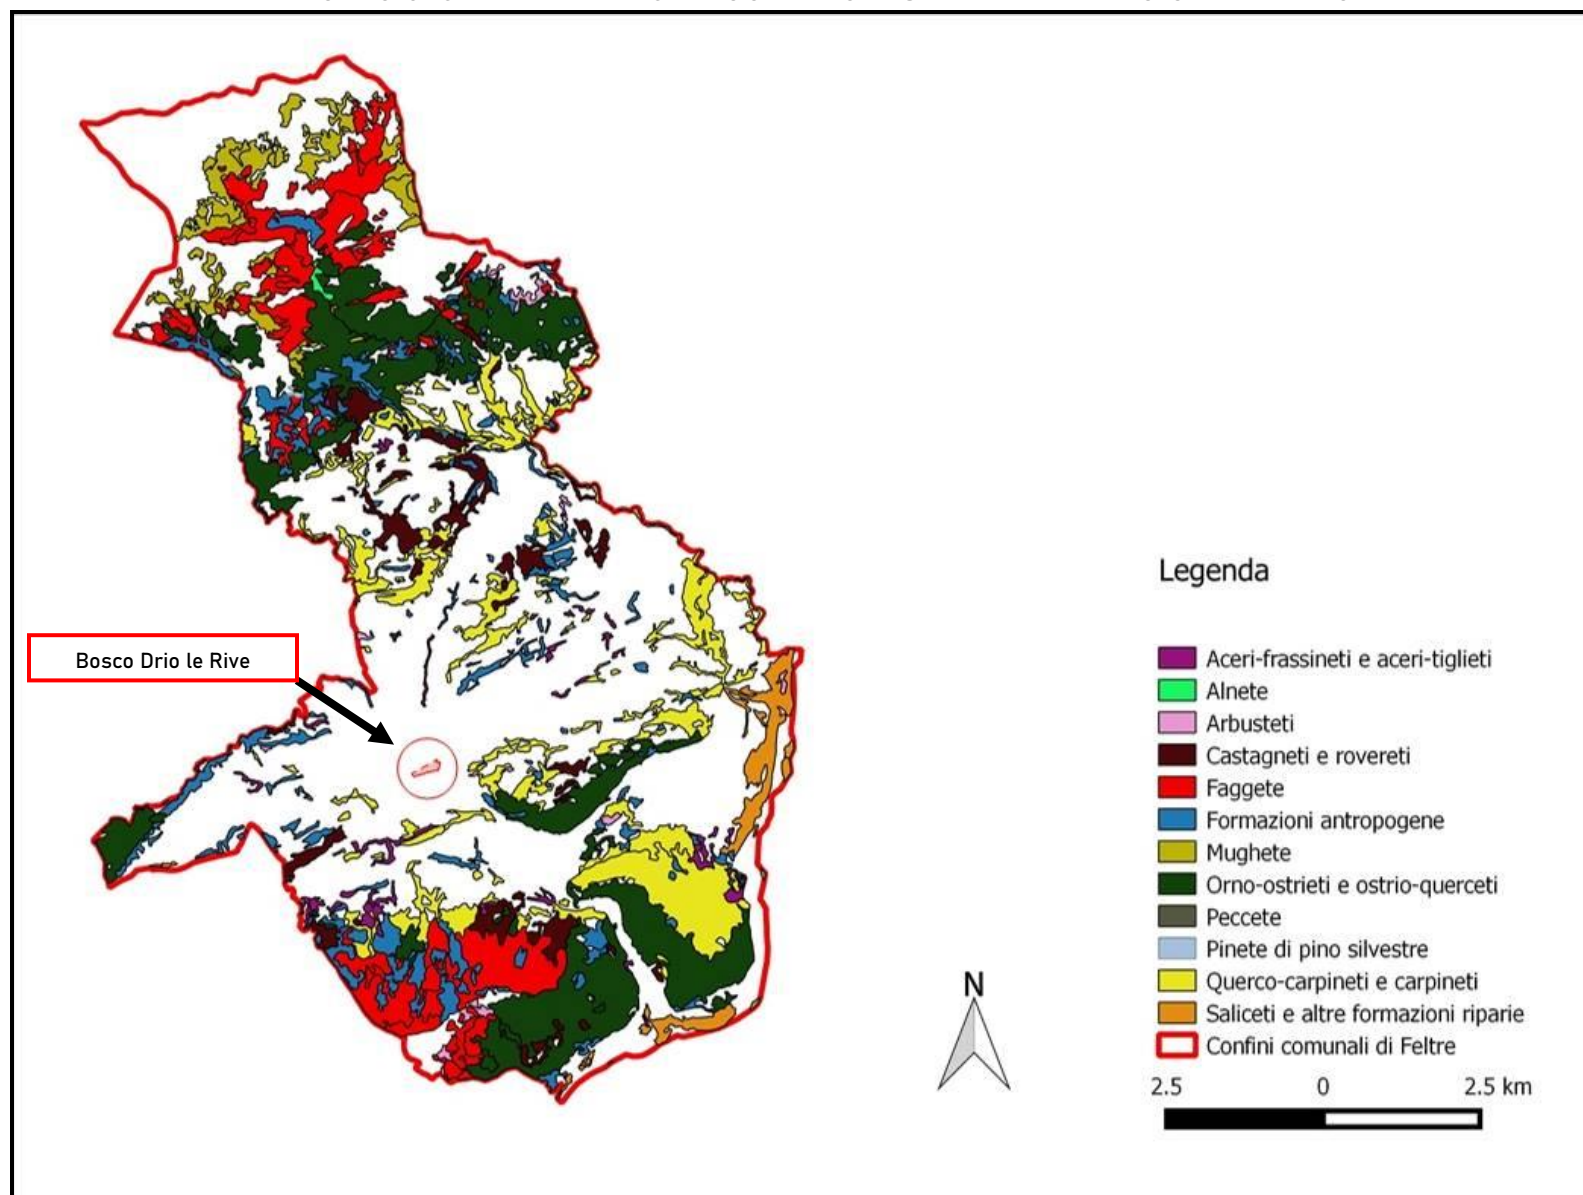 Bosco Drio le Rive
Legenda
Aceri-frassineti e aceri-tiglieti
Alnete
Arbusteti
Castagneti e rovereti
Faggete
Formazioni antropogene
Mughete
Orno-ostrieti e ostrio-querceti
Peccete
Pinete di pino silvestre
Querco-carpineti e carpineti
Saliceti e altre formazioni riparie
Confini comunali di Feltre
N
2.5 0 2.5 km